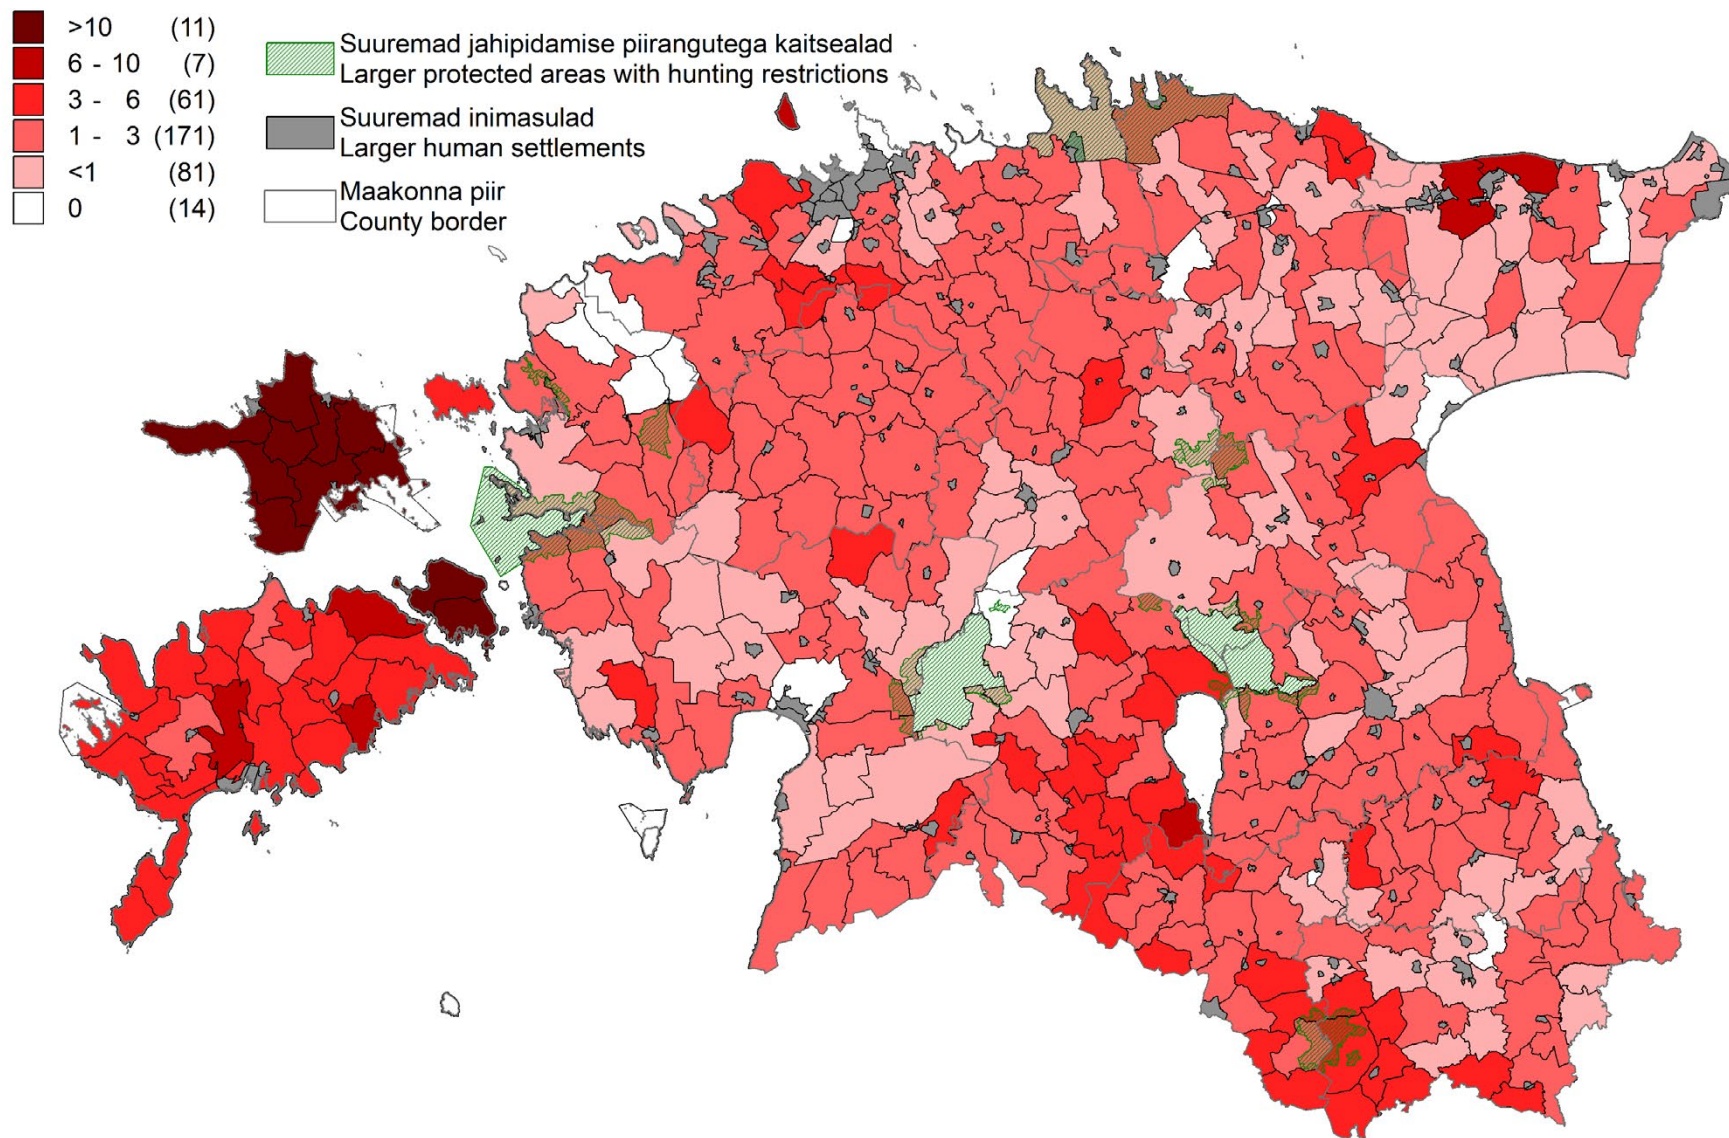 >10 (11)
6 - 10 (7)
3 - 6 (61)
1 - 3 (171)
<1 (81)
0 (14)
Suuremad jahipidamise piirangutega kaitsealad
Larger protected areas with hunting restrictions
Suuremad inimasulad
Larger human settlements
Maakonna piir
County border